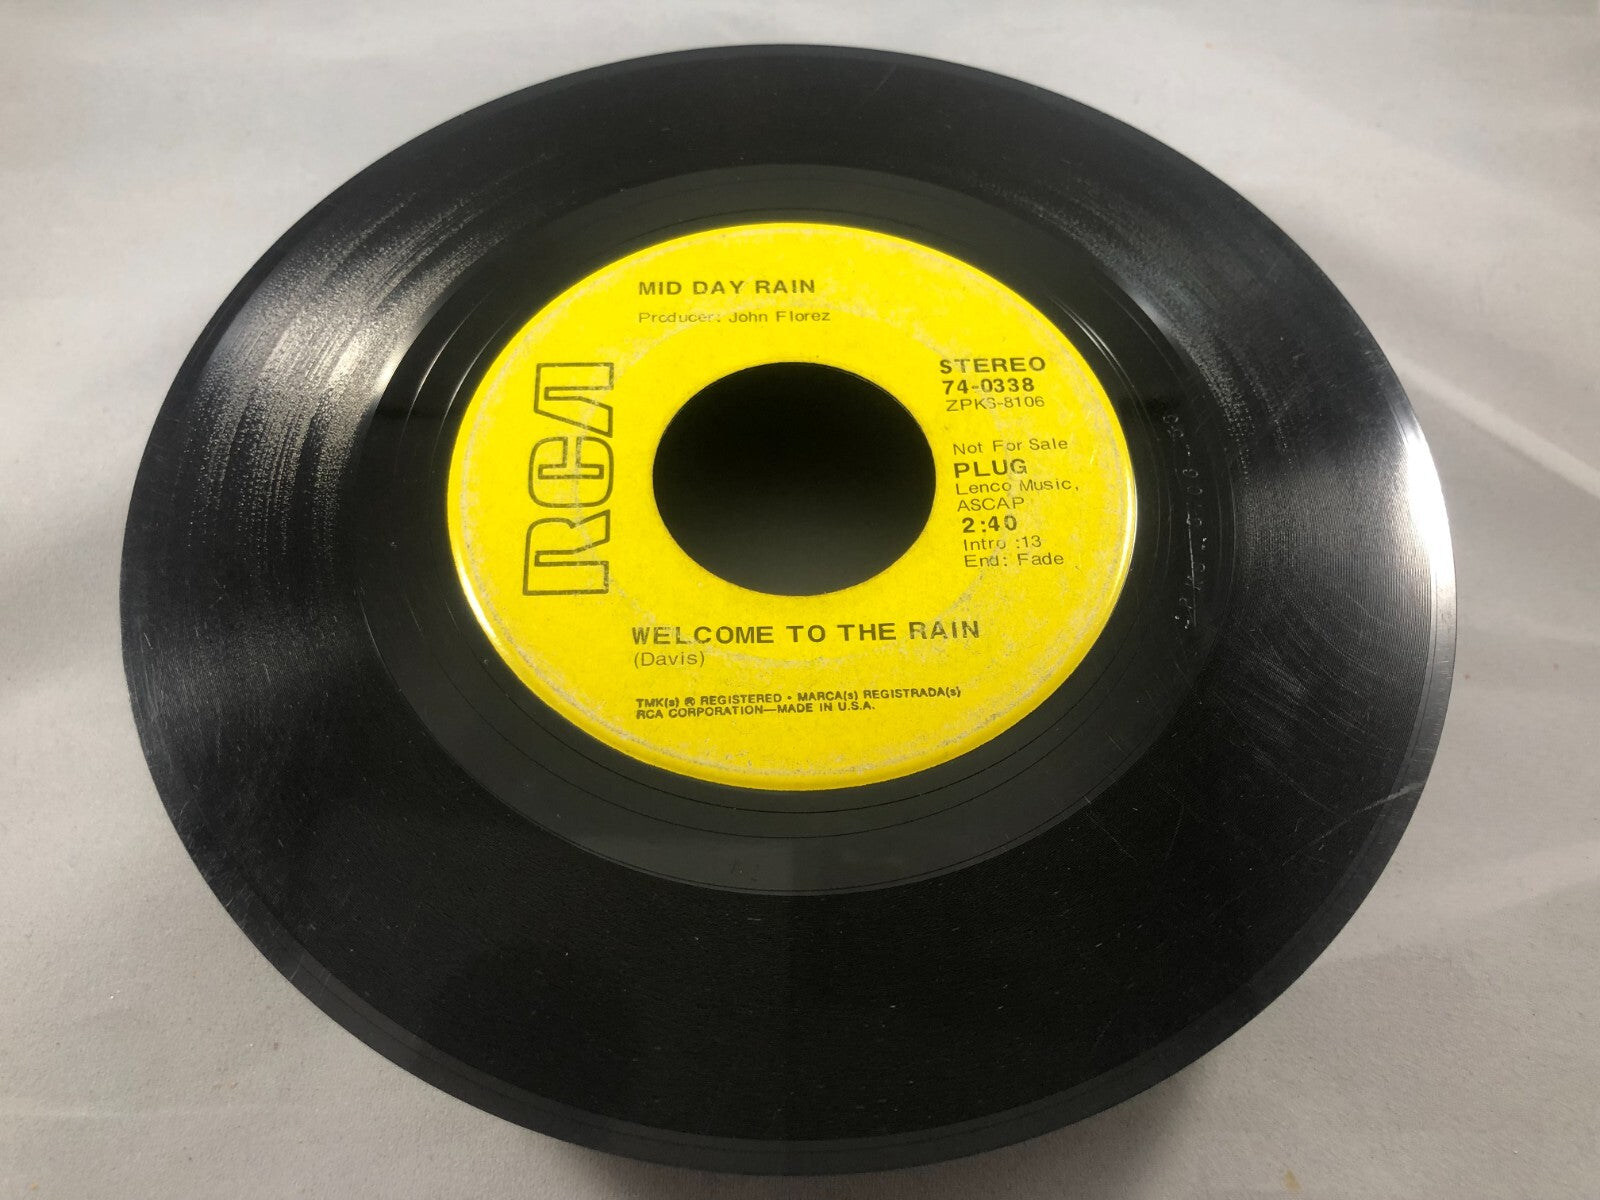 MID DAY RAIN
Producer: John Florez
RCA
STEREO
74-0338
ZPKS-8106
Not For Sale
PLUG
Lenco Music,
ASCAP
2:40
Intro :13
End: Fade
WELCOME TO THE RAIN
(Davis)
TMK(s) ® REGISTERED • MARCA(s) REGISTRADA(s)
RCA CORPORATION—MADE IN U.S.A.